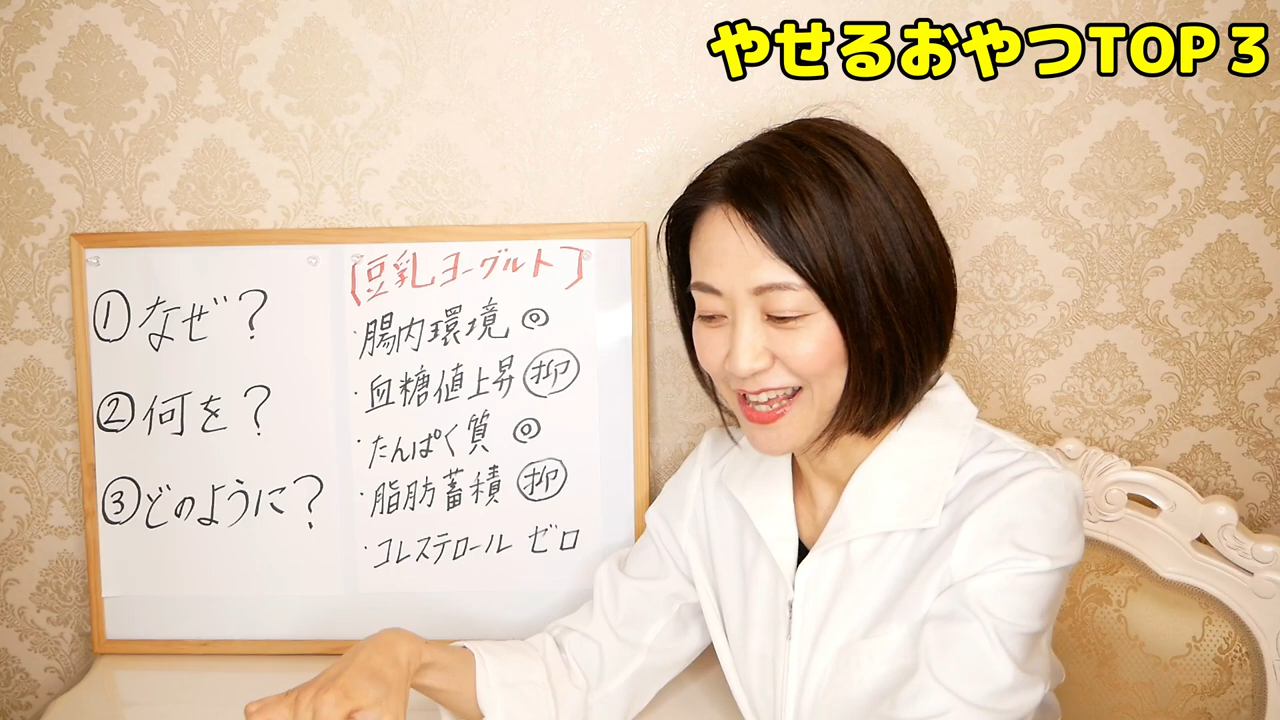 やせるおやつTOP３
①なぜ？
②何を？
③どのように？
[豆乳ヨーグルト]
・腸内環境 ◎
・血糖値上昇 抑
・たんぱく質 ◎
・脂肪蓄積 抑
・コレステロール ゼロ